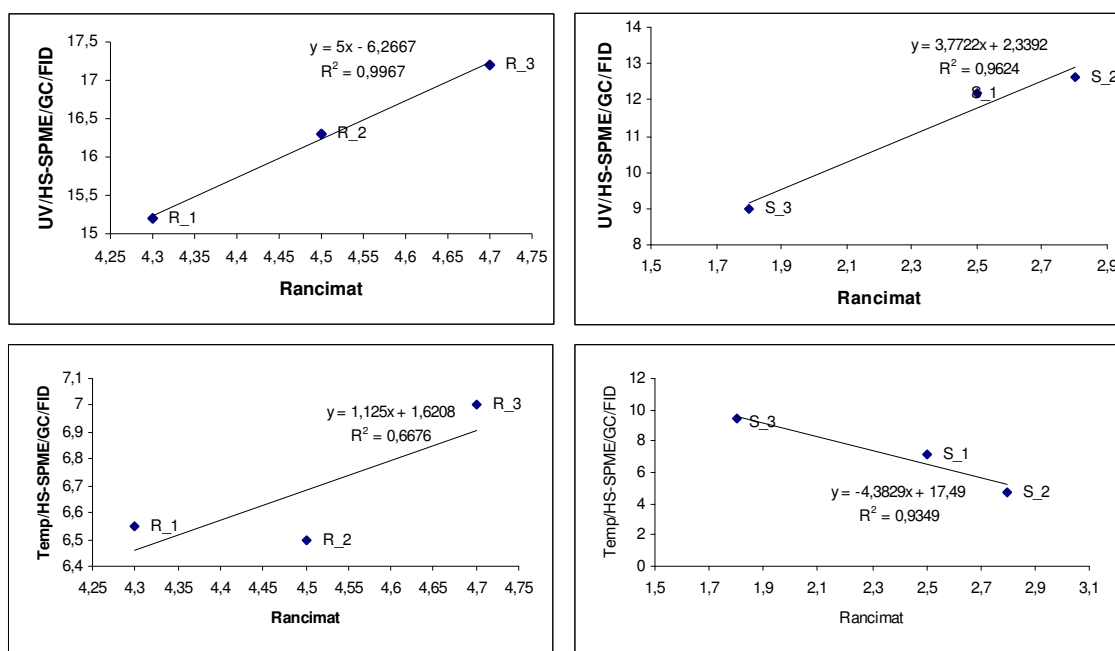 UV/HS-SPME/GC/FID
17,5
17
16,5
16
15,5
15
y = 5x - 6,2667
R² = 0,9967
R_3
R_2
R_1
4,25 4,3 4,35 4,4 4,45 4,5 4,55 4,6 4,65 4,7 4,75
Rancimat
UV/HS-SPME/GC/FID
14
13
12
11
10
9
8
y = 3,7722x + 2,3392
R² = 0,9624
S_1
S_2
S_3
1,5 1,7 1,9 2,1 2,3 2,5 2,7 2,9
Rancimat
Temp/HS-SPME/GC/FID
7,1
7
6,9
6,8
6,7
6,6
6,5
6,4
y = 1,125x + 1,6208
R² = 0,6676
R_3
R_1
R_2
4,25 4,3 4,35 4,4 4,45 4,5 4,55 4,6 4,65 4,7 4,75
Rancimat
Temp/HS-SPME/GC/FID
12
10
8
6
4
2
0
S_3
S_1
S_2
y = -4,3829x + 17,49
R² = 0,9349
1,5 1,7 1,9 2,1 2,3 2,5 2,7 2,9 3,1
Rancimat